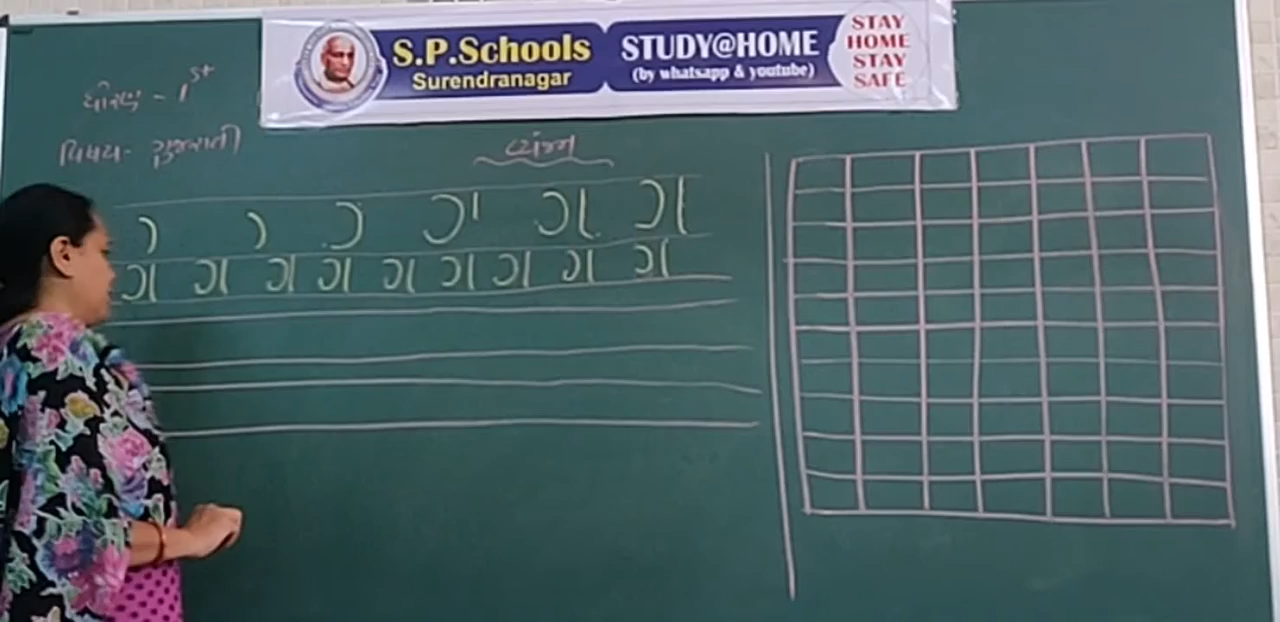 S.P.Schools
Surendranagar
STUDY@HOME
(by whatsapp & youtube)
STAY
HOME
STAY
SAFE
ધોરણ - 1st
વિષય - ગુજરાતી
વ્યંજન
ગ ગ
ગ ગ ગ ગ ગ ગ ગ ગ ગ